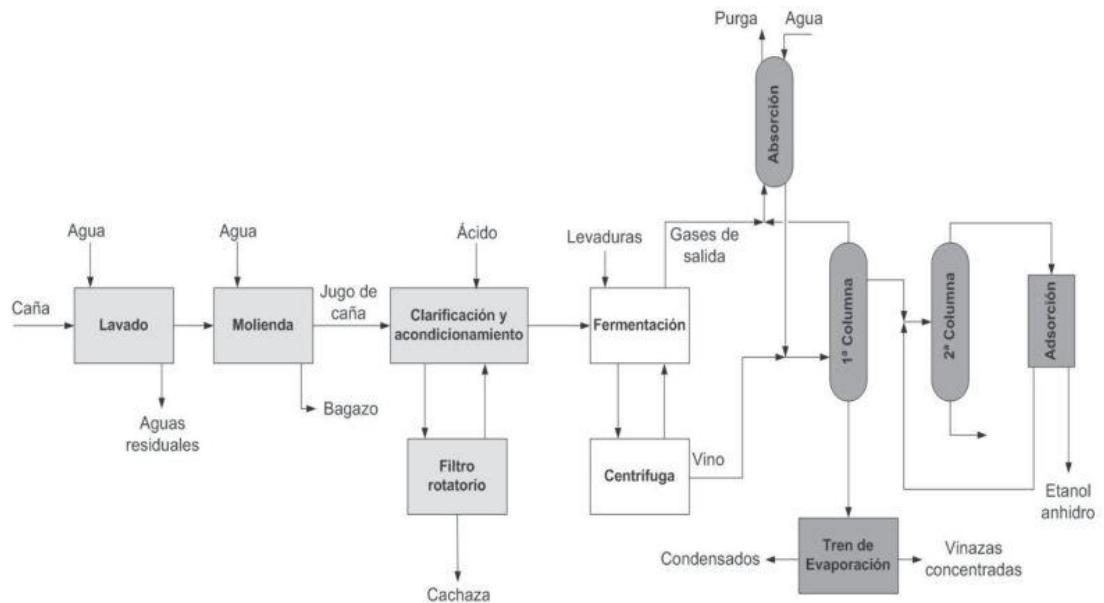 Purga
Agua
Absorción
Agua
Agua
Ácido
Levaduras
Gases de
salida
Caña
Lavado
Molienda
Jugo de
caña
Clarificación y
acondicionamiento
Fermentación
1ª Columna
2ª Columna
Adsorción
Aguas
residuales
Bagazo
Filtro
rotatorio
Centrífuga
Vino
Etanol
anhidro
Cachaza
Condensados
Tren de
Evaporación
Vinazas
concentradas